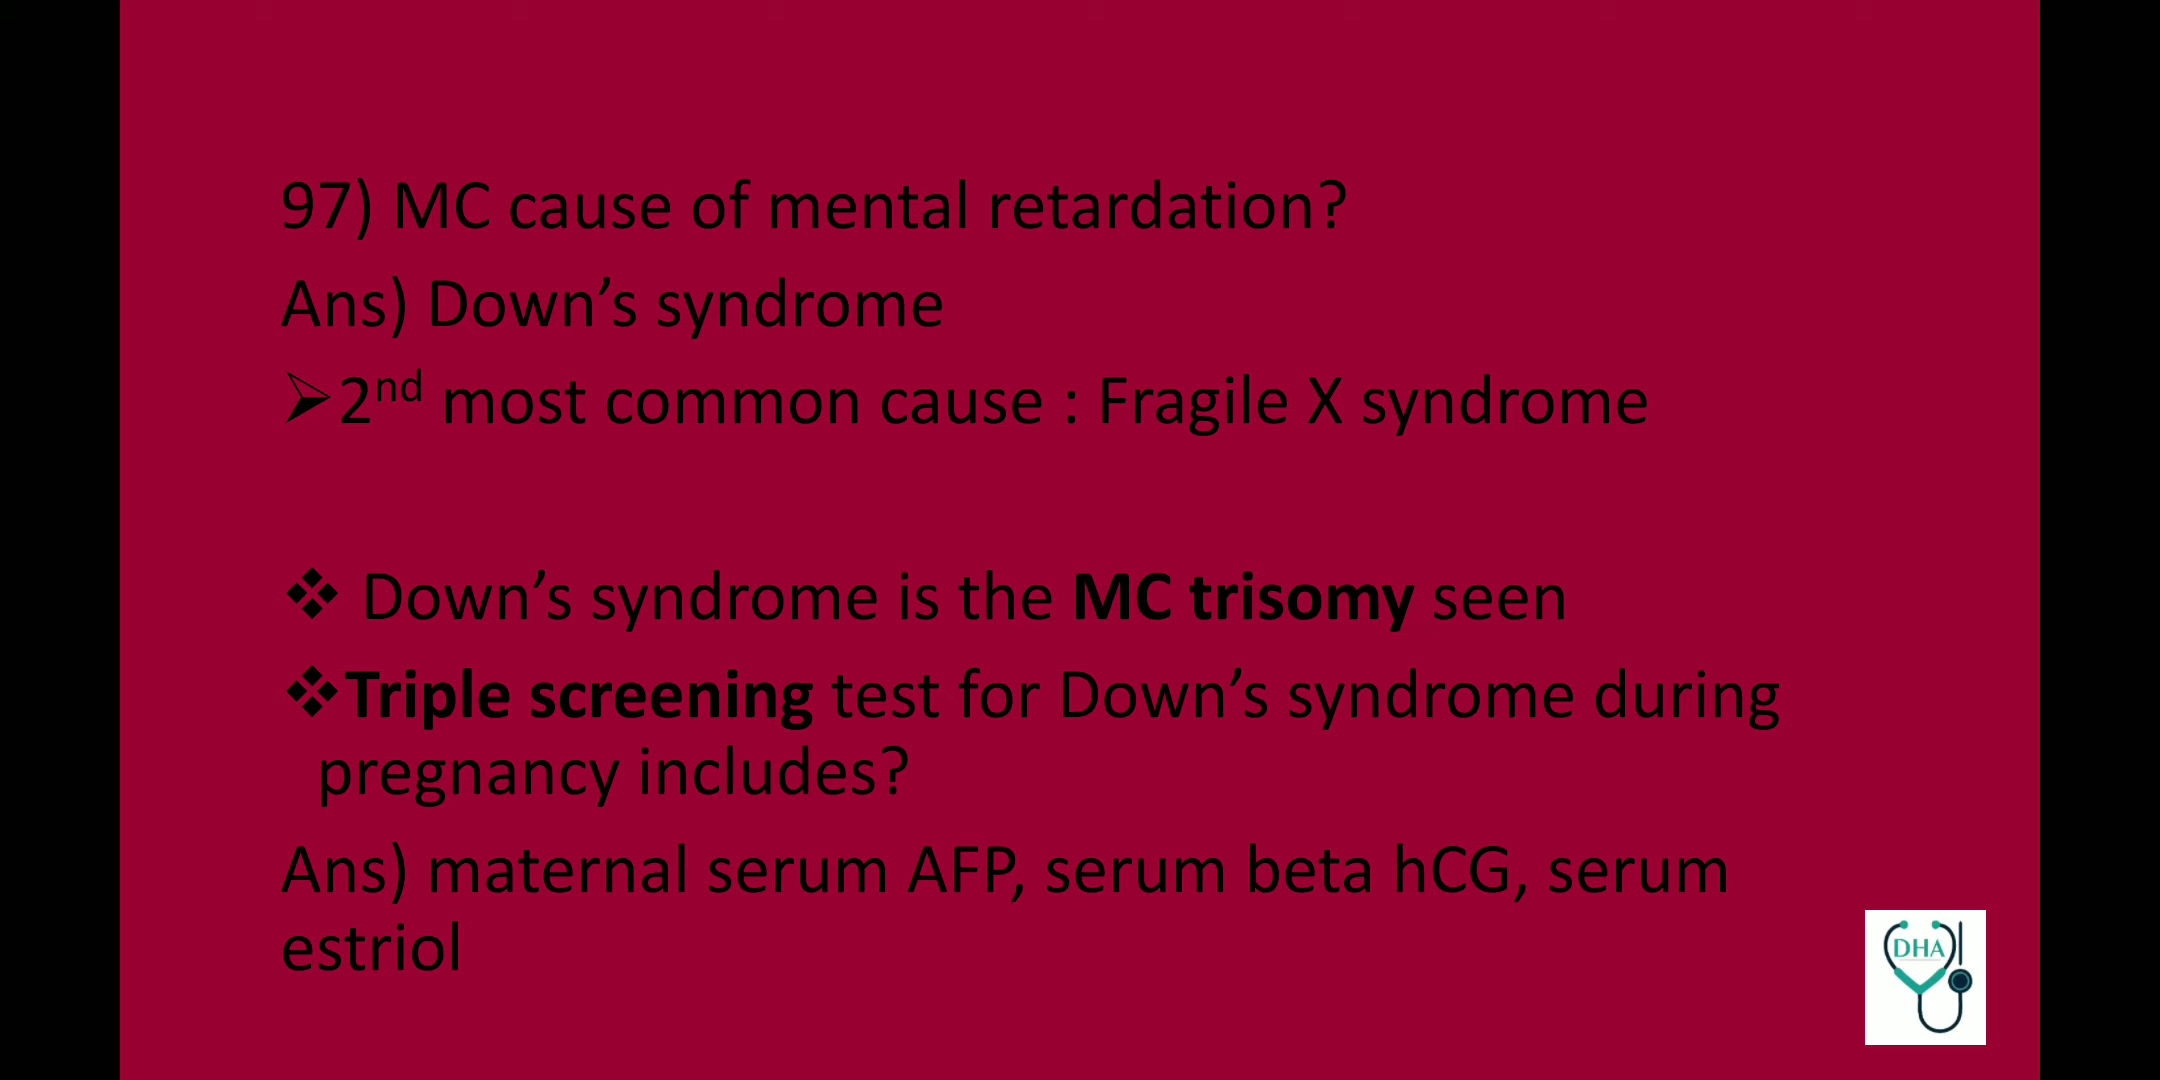 97) MC cause of mental retardation?
Ans) Down’s syndrome
➢2nd most common cause : Fragile X syndrome
❖ Down’s syndrome is the MC trisomy seen
❖Triple screening test for Down’s syndrome during
pregnancy includes?
Ans) maternal serum AFP, serum beta hCG, serum
estriol
DHA